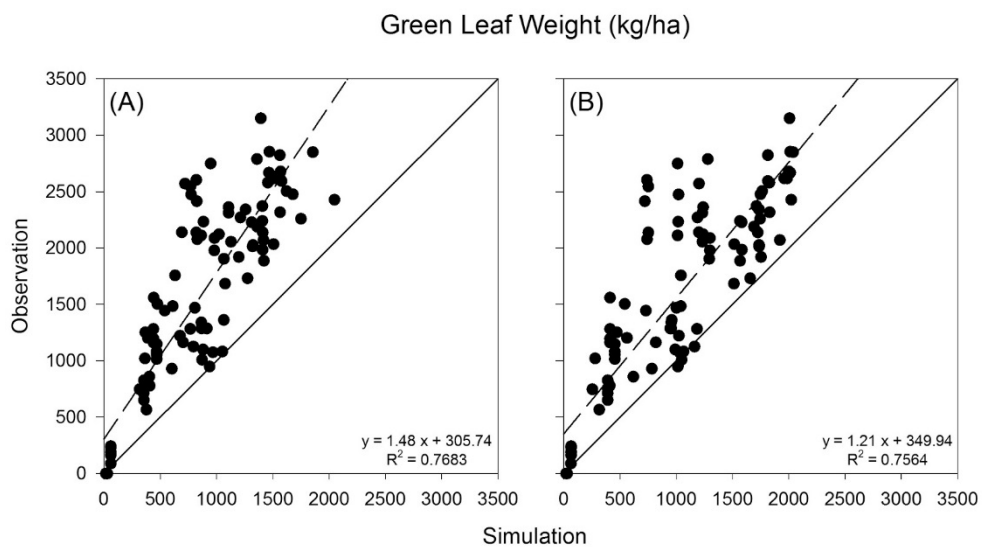 Green Leaf Weight (kg/ha)
(A)
(B)
3500
3000
2500
2000
1500
1000
500
0
Observation
y = 1.48 x + 305.74
R² = 0.7683
y = 1.21 x + 349.94
R² = 0.7564
0 500 1000 1500 2000 2500 3000 3500
0 500 1000 1500 2000 2500 3000 3500
Simulation